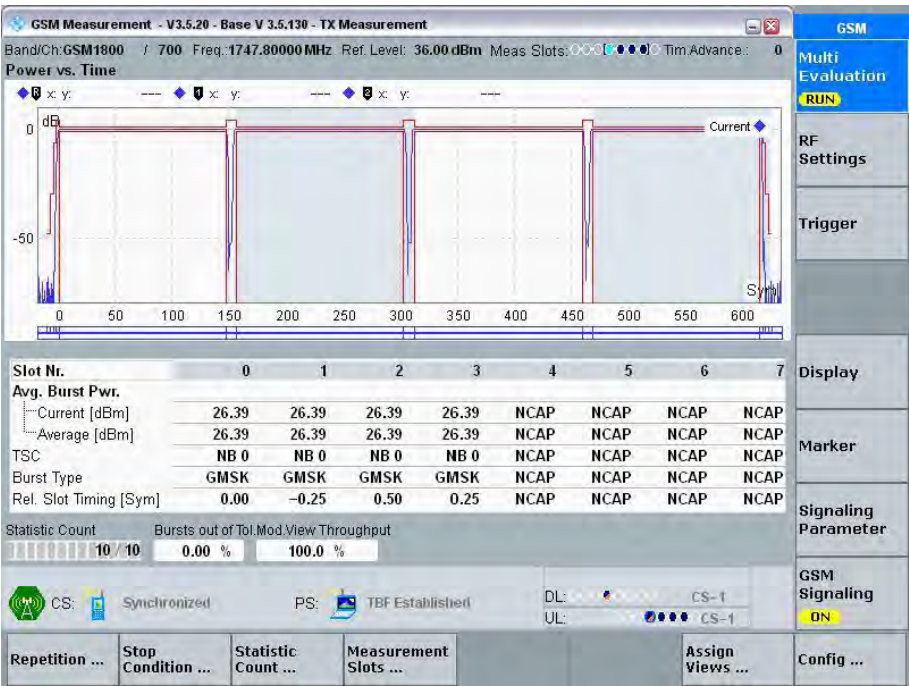 GSM Measurement - V3.5.20 - Base V 3.5.130 - TX Measurement
GSM
Band/Ch:GSM1800 / 700 Freq.:1747.80000 MHz Ref. Level: 36.00 dBm Meas Slots: Tim.Advance.: 0
Power vs. Time
R x: y: --- 1 x: y: --- 2 x: y: ---
dB
Current
0
-50
Sym
0 50 100 150 200 250 300 350 400 450 500 550 600
Slot Nr. 0 1 2 3 4 5 6 7
Avg. Burst Pwr.
Current [dBm] 26.39 26.39 26.39 26.39 NCAP NCAP NCAP NCAP
Average [dBm] 26.39 26.39 26.39 26.39 NCAP NCAP NCAP NCAP
TSC NB 0 NB 0 NB 0 NB 0 NCAP NCAP NCAP NCAP
Burst Type GMSK GMSK GMSK GMSK NCAP NCAP NCAP NCAP
Rel. Slot Timing [Sym] 0.00 −0.25 0.50 0.25 NCAP NCAP NCAP NCAP
Statistic Count Bursts out of Tol. Mod.View Throughput
10 / 10 0.00 % 100.0 %
CS: Synchronized PS: TBF Established DL: CS-1
UL: CS-1
Multi
Evaluation
RUN
RF
Settings
Trigger
Display
Marker
Signaling
Parameter
GSM
Signaling
ON
Repetition ...
Stop
Condition ...
Statistic
Count ...
Measurement
Slots ...
Assign
Views ...
Config ...